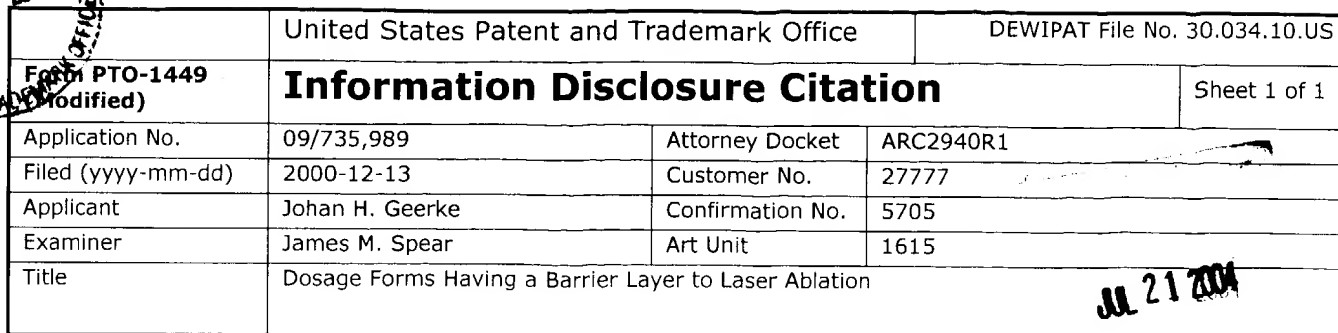 United States Patent and Trademark Office DEWIPAT File No. 30.034.10.US
Form PTO-1449 (Modified) Information Disclosure Citation Sheet 1 of 1
Application No. 09/735,989 Attorney Docket ARC2940R1
Filed (yyyy-mm-dd) 2000-12-13 Customer No. 27777
Applicant Johan H. Geerke Confirmation No. 5705
Examiner James M. Spear Art Unit 1615
Title Dosage Forms Having a Barrier Layer to Laser Ablation
JUL 21 2004